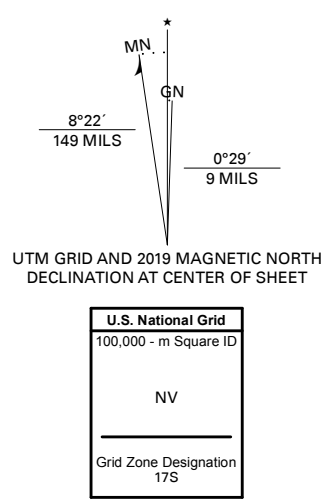 MN
GN
8°22´
149 MILS
0°29´
9 MILS
UTM GRID AND 2019 MAGNETIC NORTH
DECLINATION AT CENTER OF SHEET
U.S. National Grid
100,000 - m Square ID
NV
Grid Zone Designation
17S